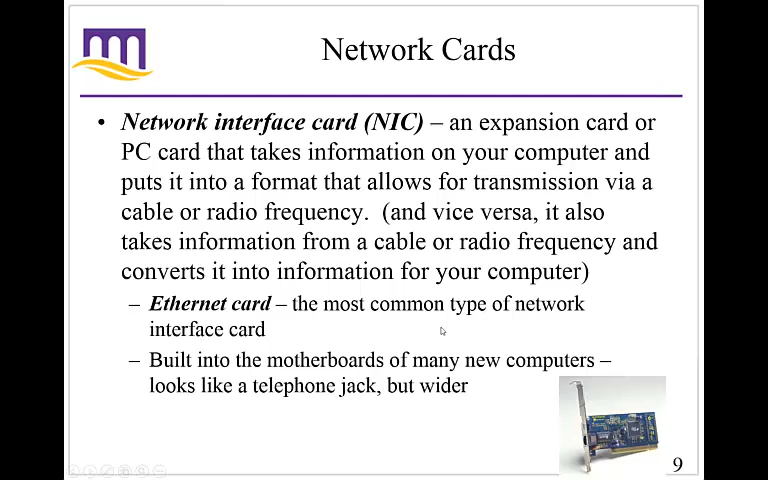 Network Cards
• Network interface card (NIC) – an expansion card or
PC card that takes information on your computer and
puts it into a format that allows for transmission via a
cable or radio frequency.  (and vice versa, it also
takes information from a cable or radio frequency and
converts it into information for your computer)
– Ethernet card – the most common type of network
interface card
– Built into the motherboards of many new computers –
looks like a telephone jack, but wider
9